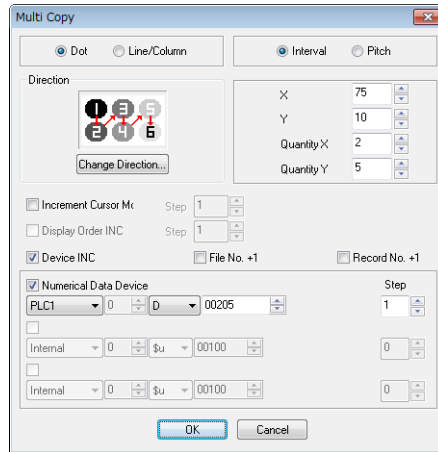 Multi Copy
Dot Line/Column Interval Pitch
Direction
1 3 5
2 4 6
Change Direction...
X 75
Y 10
Quantity X 2
Quantity Y 5
Increment Cursor Mc Step 1
Display Order INC Step 1
Device INC File No. +1 Record No. +1
Numerical Data Device Step
PLC1 0 D 00205 1
Internal 0 $u 00100 0
Internal 0 $u 00100 0
OK Cancel